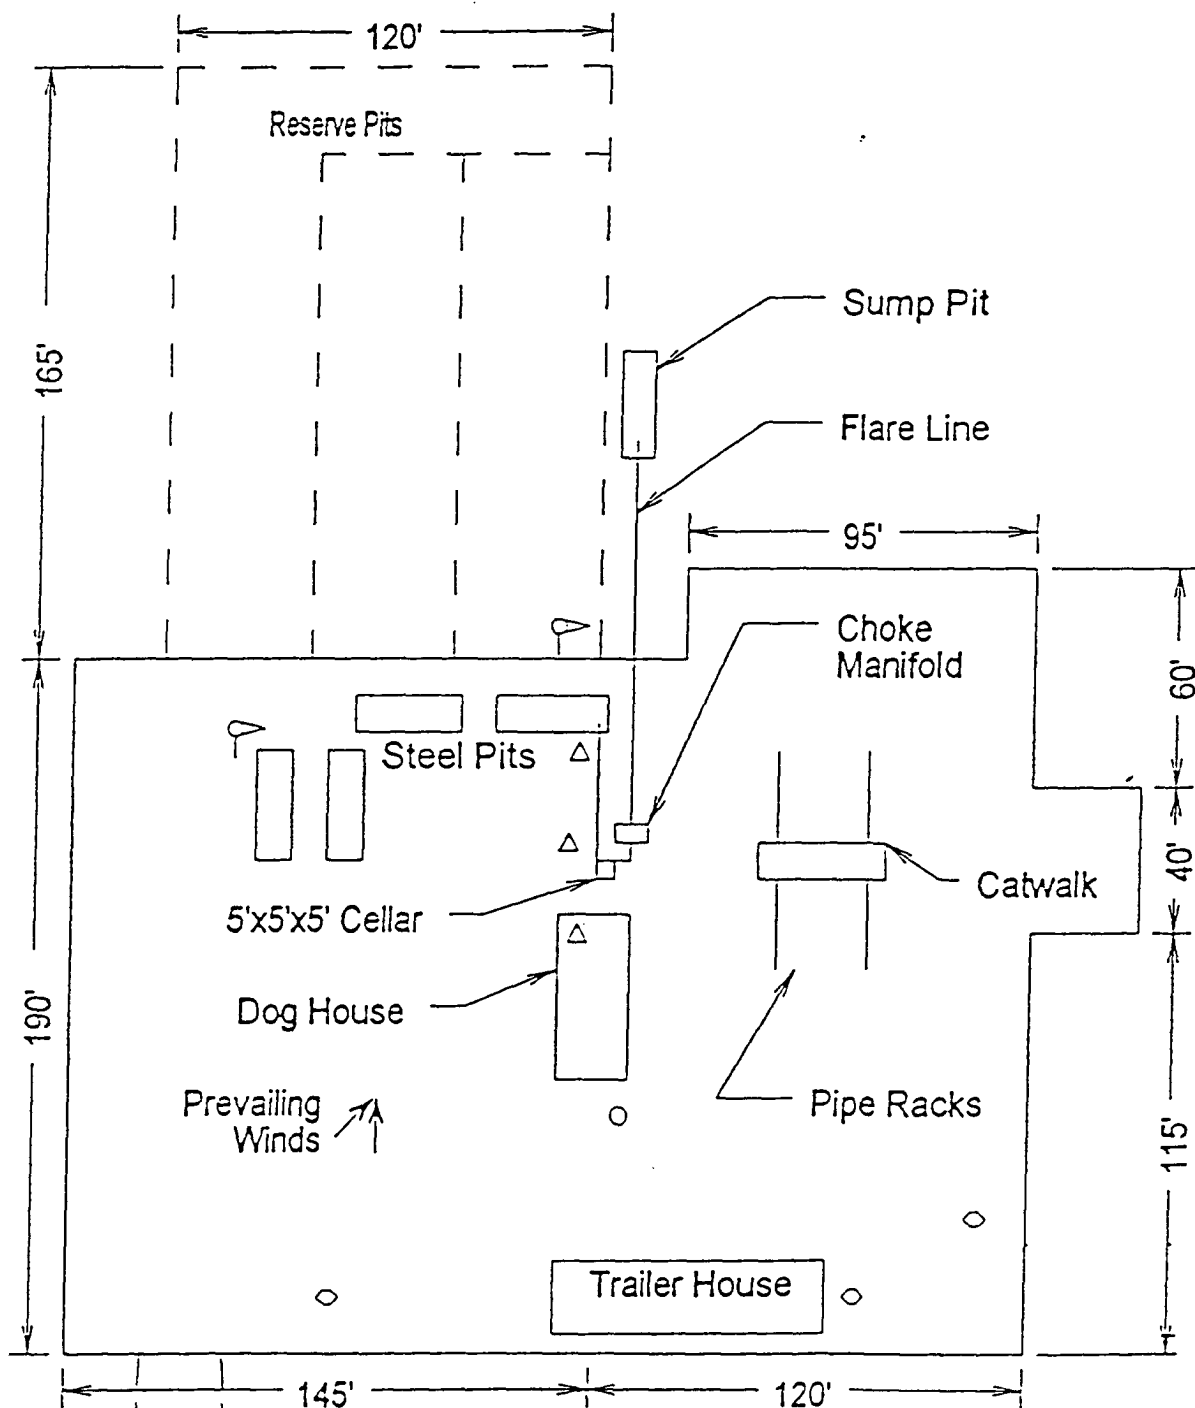 120'
Reserve Pits
165'
Sump Pit
Flare Line
95'
Choke
Manifold
60'
Steel Pits
40'
Catwalk
5'x5'x5' Cellar
190'
Dog House
Prevailing
Winds
Pipe Racks
115'
Trailer House
145'
120'